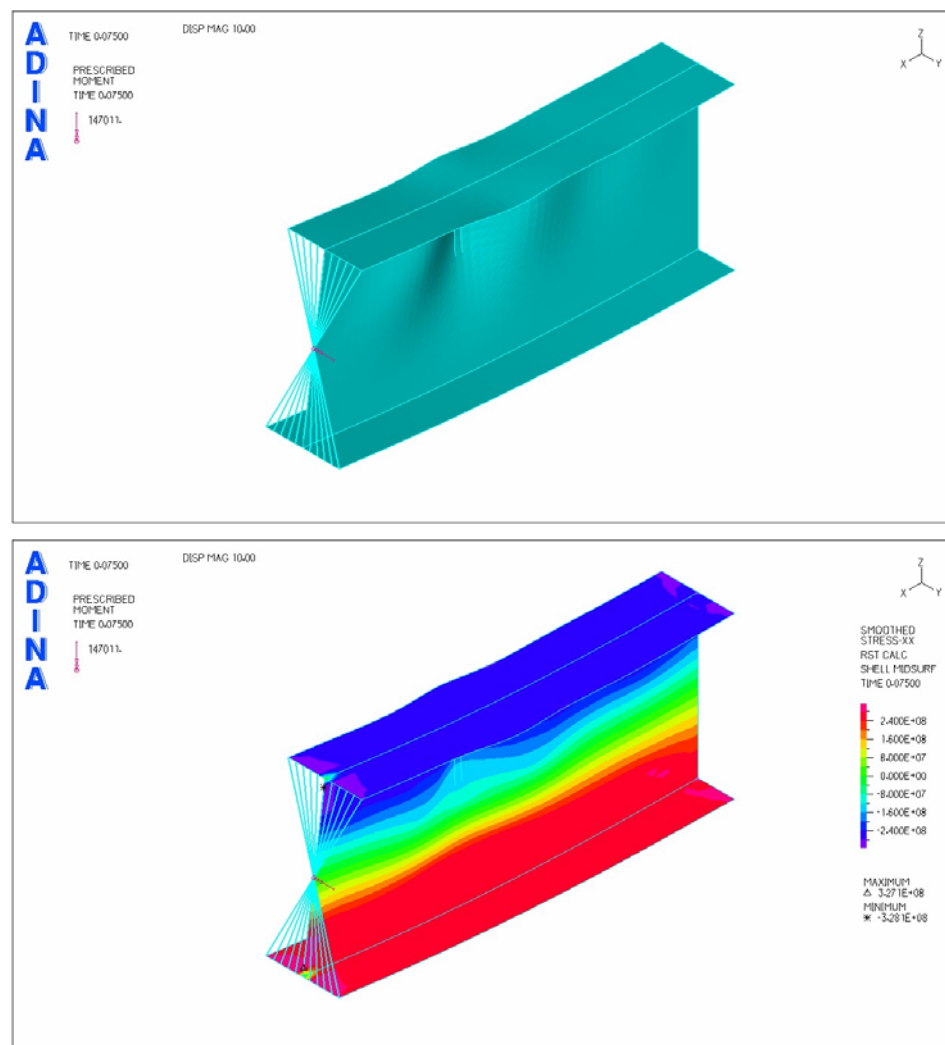 ADINA
TIME 0.07500
DISP MAG 10.00
PRESCRIBED
MOMENT
TIME 0.07500
147011.
Z
X Y
ADINA
TIME 0.07500
DISP MAG 10.00
PRESCRIBED
MOMENT
TIME 0.07500
147011.
Z
X Y
SMOOTHED
STRESS-XX
RST CALC
SHELL MIDSURF
TIME 0.07500
2.400E+08
1.600E+08
8.000E+07
0.000E+00
-8.000E+07
-1.600E+08
-2.400E+08
MAXIMUM
△ 3.271E+08
MINIMUM
✳ -3.281E+08